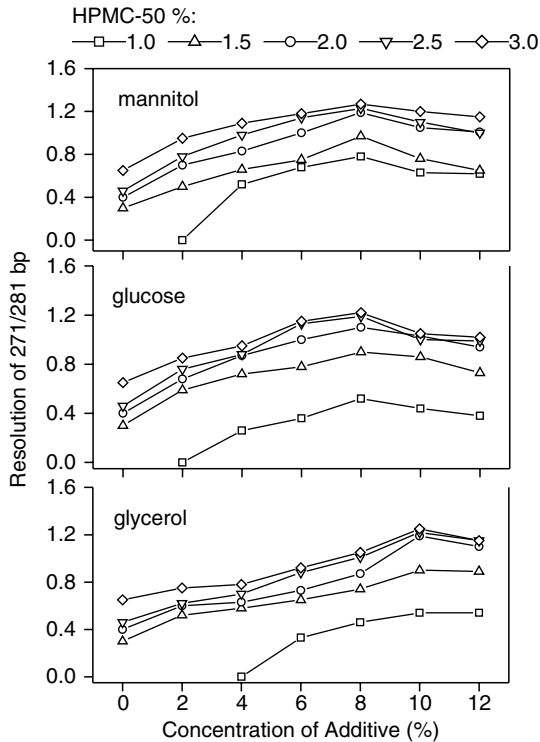 HPMC-50 %:
1.0 1.5 2.0 2.5 3.0
1.6
1.2
0.8
0.4
0.0
mannitol
1.6
1.2
0.8
0.4
0.0
glucose
1.6
1.2
0.8
0.4
0.0
glycerol
Resolution of 271/281 bp
0 2 4 6 8 10 12
Concentration of Additive (%)